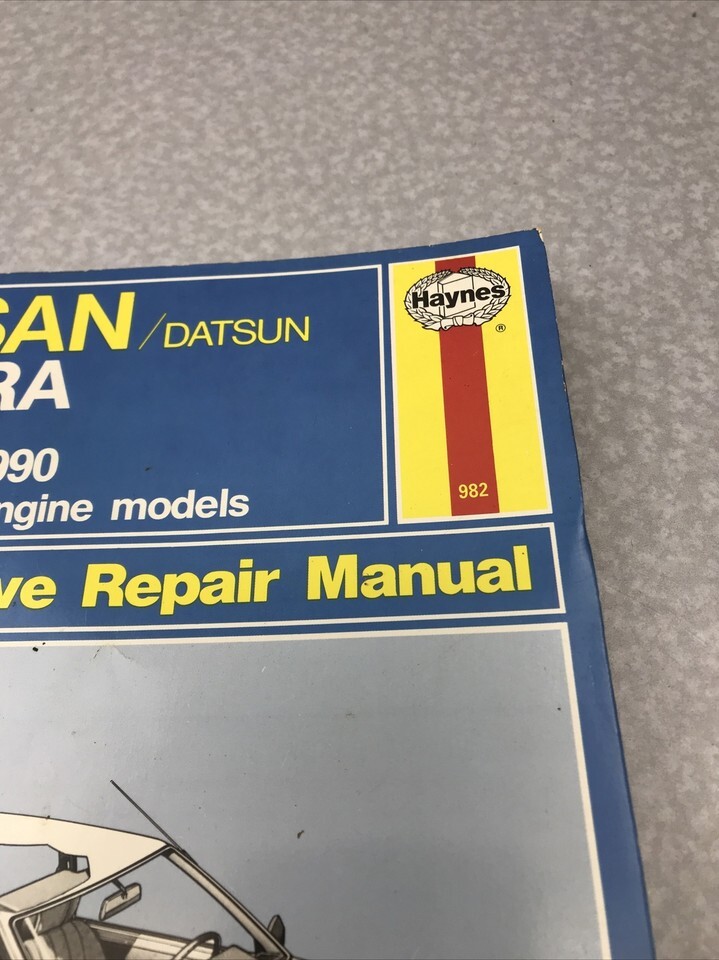 SAN /DATSUN
RA
990
ngine models
Haynes
®
982
ve Repair Manual